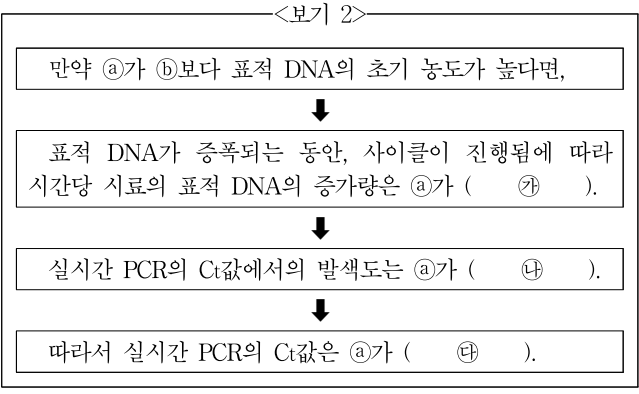 <보기 2>
만약 ⓐ가 ⓑ보다 표적 DNA의 초기 농도가 높다면,
표적 DNA가 증폭되는 동안, 사이클이 진행됨에 따라
시간당 시료의 표적 DNA의 증가량은 ⓐ가 ( ㉮ ).
실시간 PCR의 Ct값에서의 발색도는 ⓐ가 ( ㉯ ).
따라서 실시간 PCR의 Ct값은 ⓐ가 ( ㉰ ).